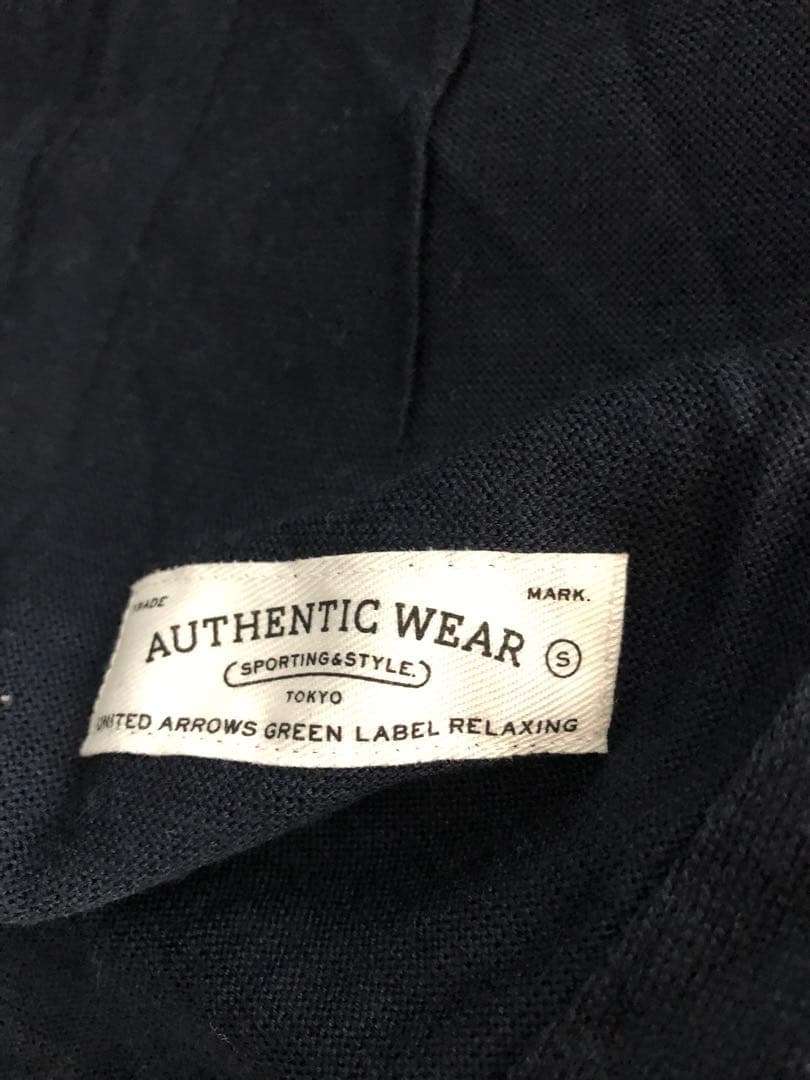 TRADE MARK.
AUTHENTIC WEAR S
SPORTING&STYLE.
TOKYO
UNITED ARROWS GREEN LABEL RELAXING